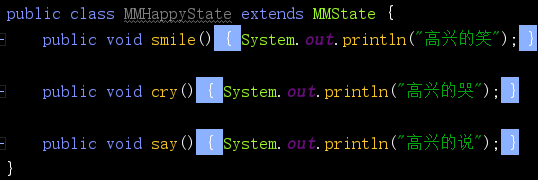 public class MMHappyState extends MMState {
public void smile() { System.out.println("高兴的笑"); }
public void cry() { System.out.println("高兴的哭"); }
public void say() { System.out.println("高兴的说"); }
}